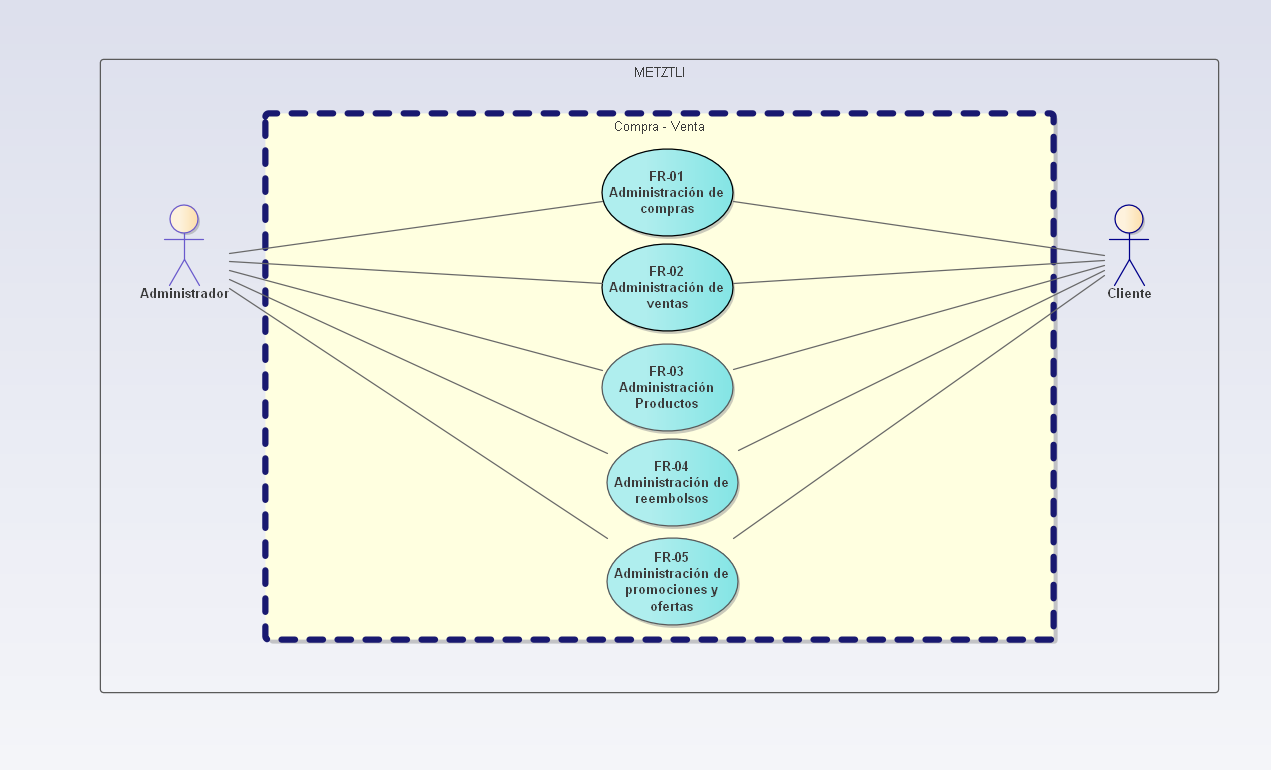 METZTLI
Compra - Venta
FR-01
Administración de
compras
FR-02
Administración de
ventas
Administrador
Cliente
FR-03
Administración
Productos
FR-04
Administración de
reembolsos
FR-05
Administración de
promociones y
ofertas